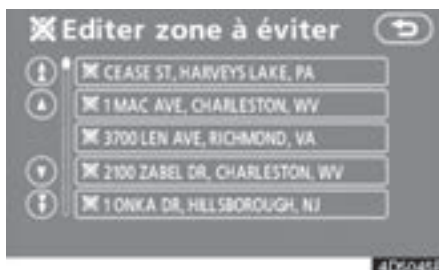 Editer zone à éviter
CEASE ST, HARVEYS LAKE, PA
1 MAC AVE, CHARLESTON, WV
3700 LEN AVE, RICHMOND, VA
2100 ZABEL DR, CHARLESTON, WV
1 ONKA DR, HILLSBOROUGH, NJ